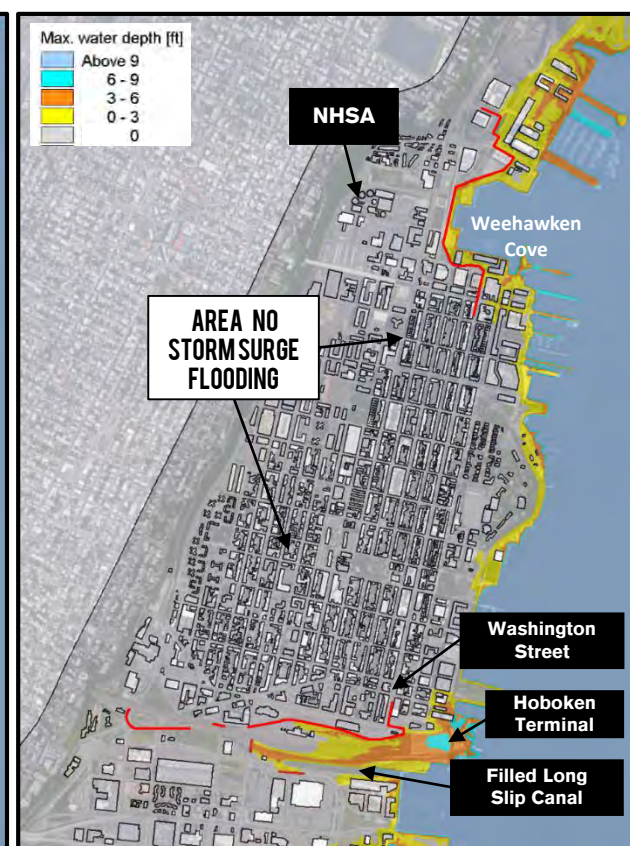 Max. water depth [ft]
Above 9
6 - 9
3 - 6
0 - 3
0
NHSA
Weehawken
Cove
AREA NO
STORM SURGE
FLOODING
Washington
Street
Hoboken
Terminal
Filled Long
Slip Canal